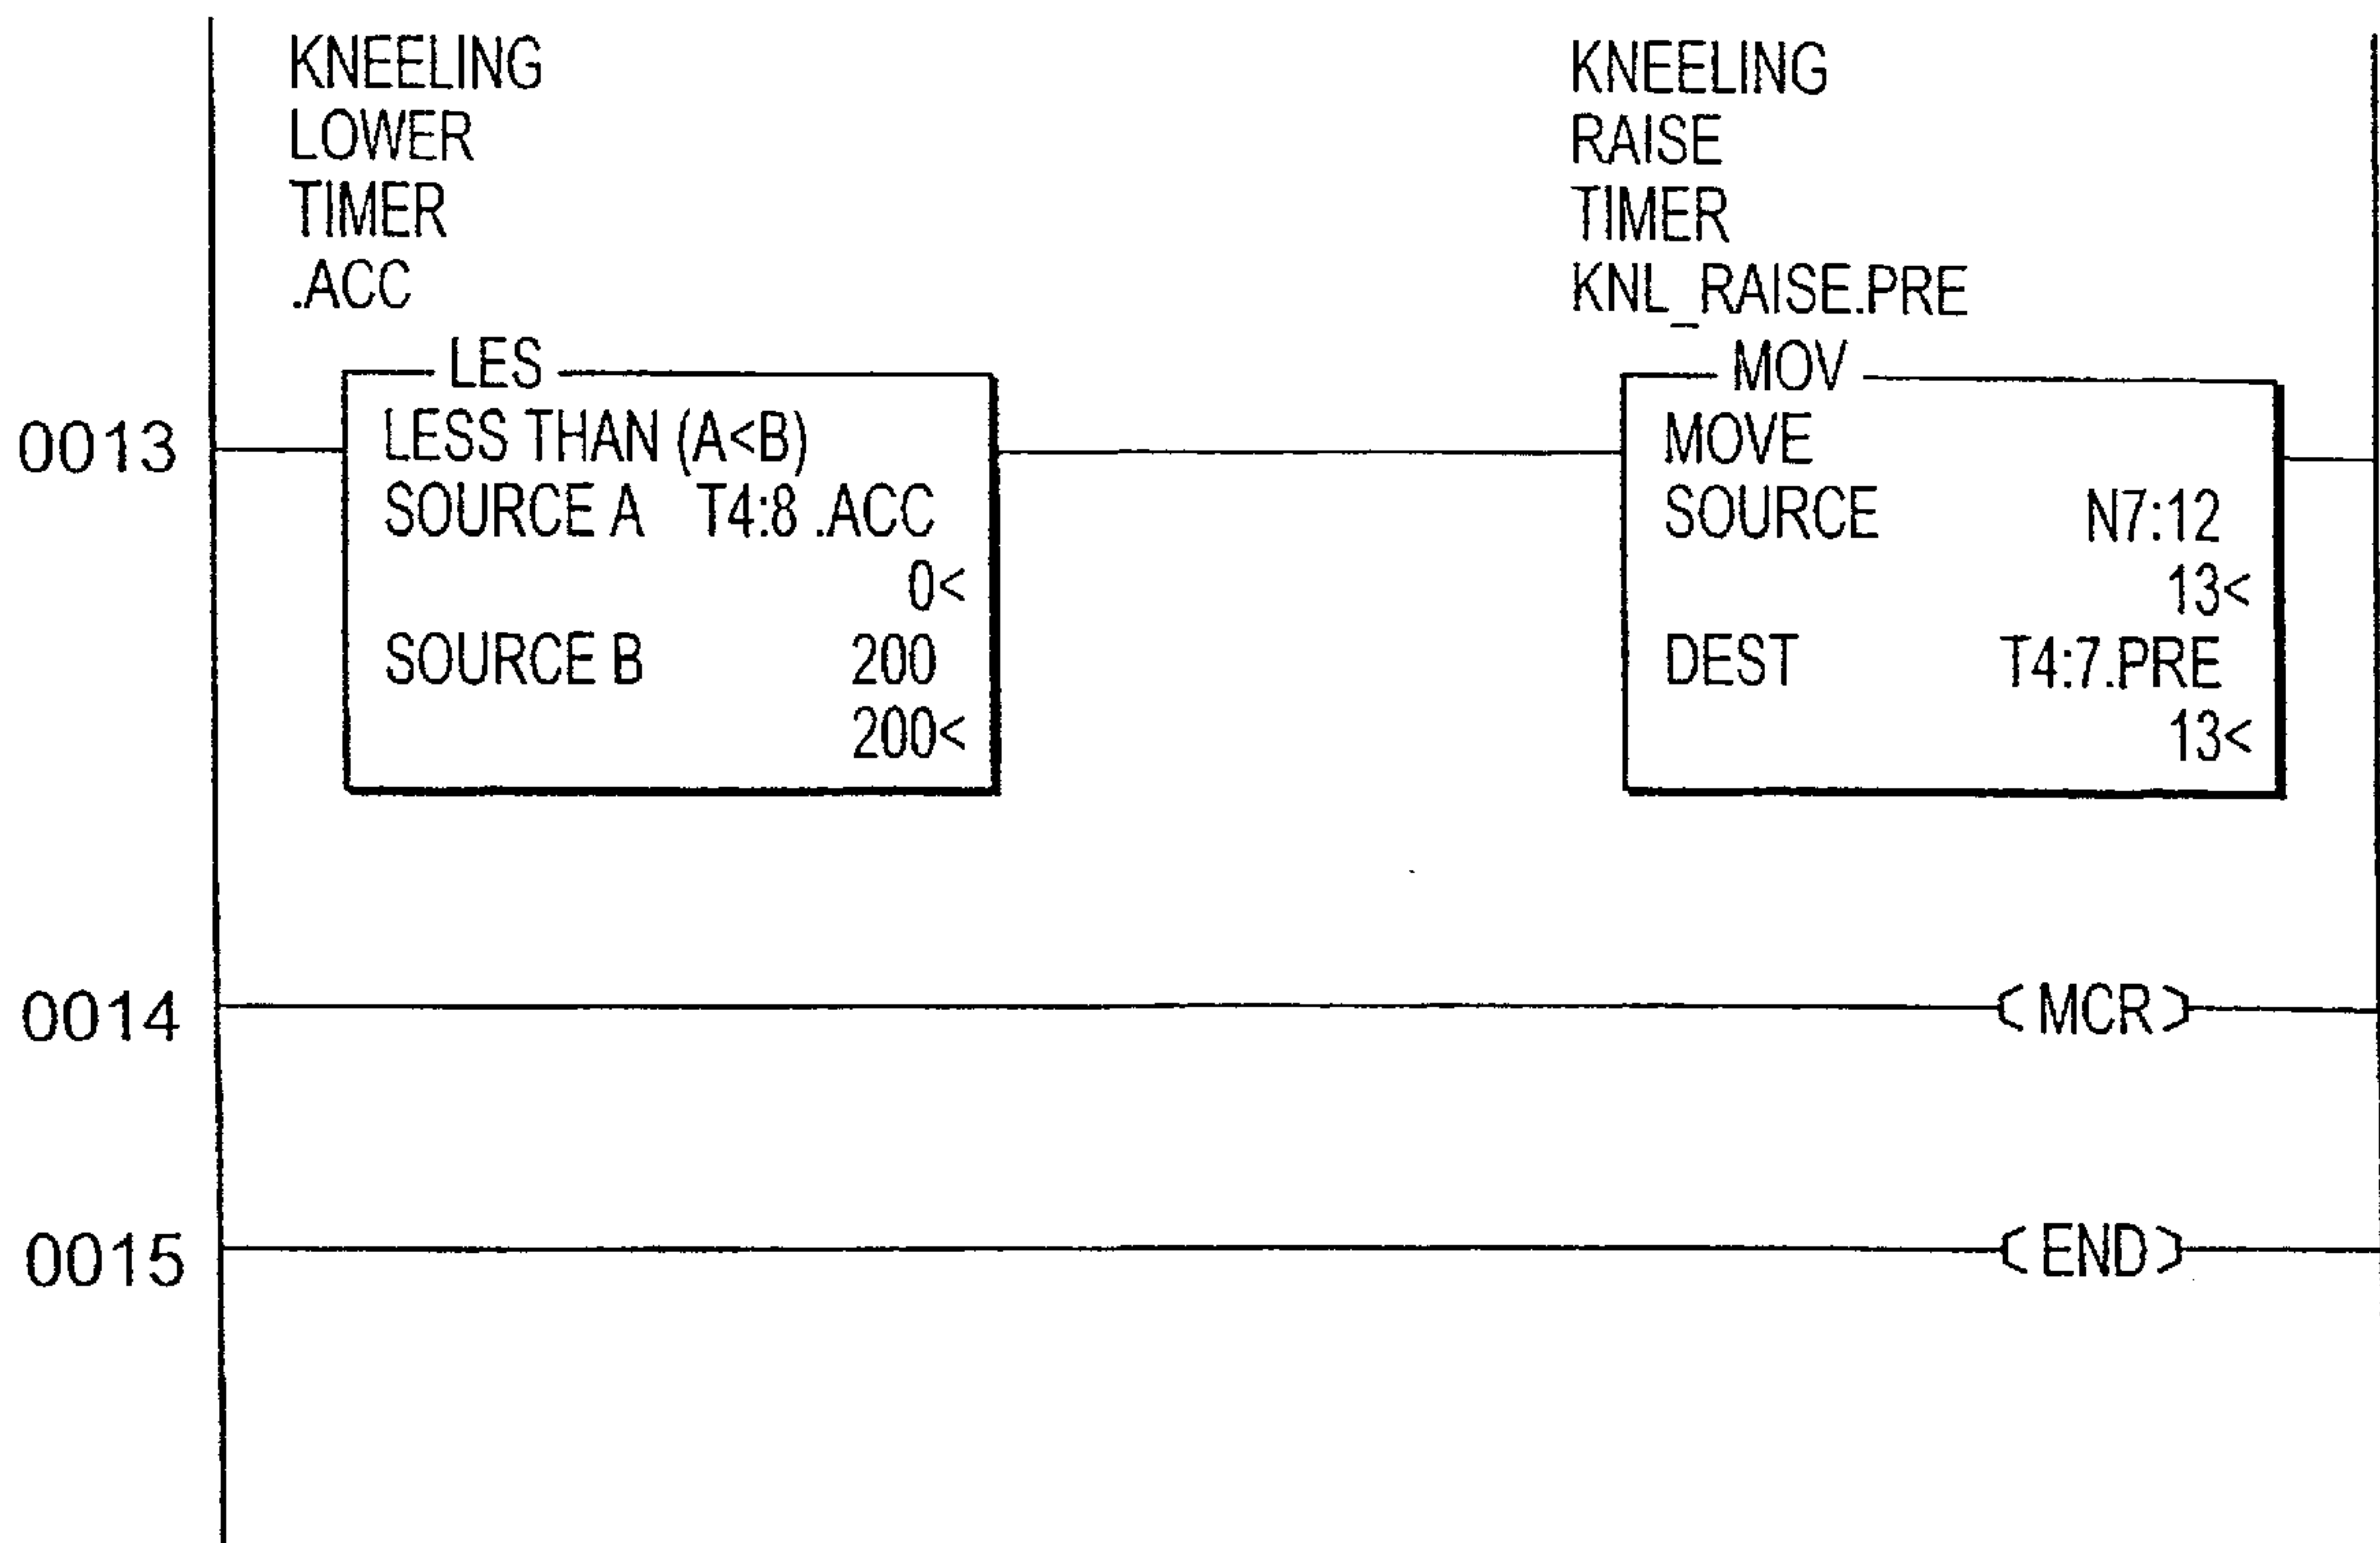 KNEELING
LOWER
TIMER
.ACC
KNEELING
RAISE
TIMER
KNL_RAISE.PRE
0013
LES
LESS THAN (A<B)
SOURCE A T4:8 .ACC
0<
SOURCE B 200
200<
MOV
MOVE
SOURCE N7:12
13<
DEST T4:7.PRE
13<
0014
MCR
0015
END